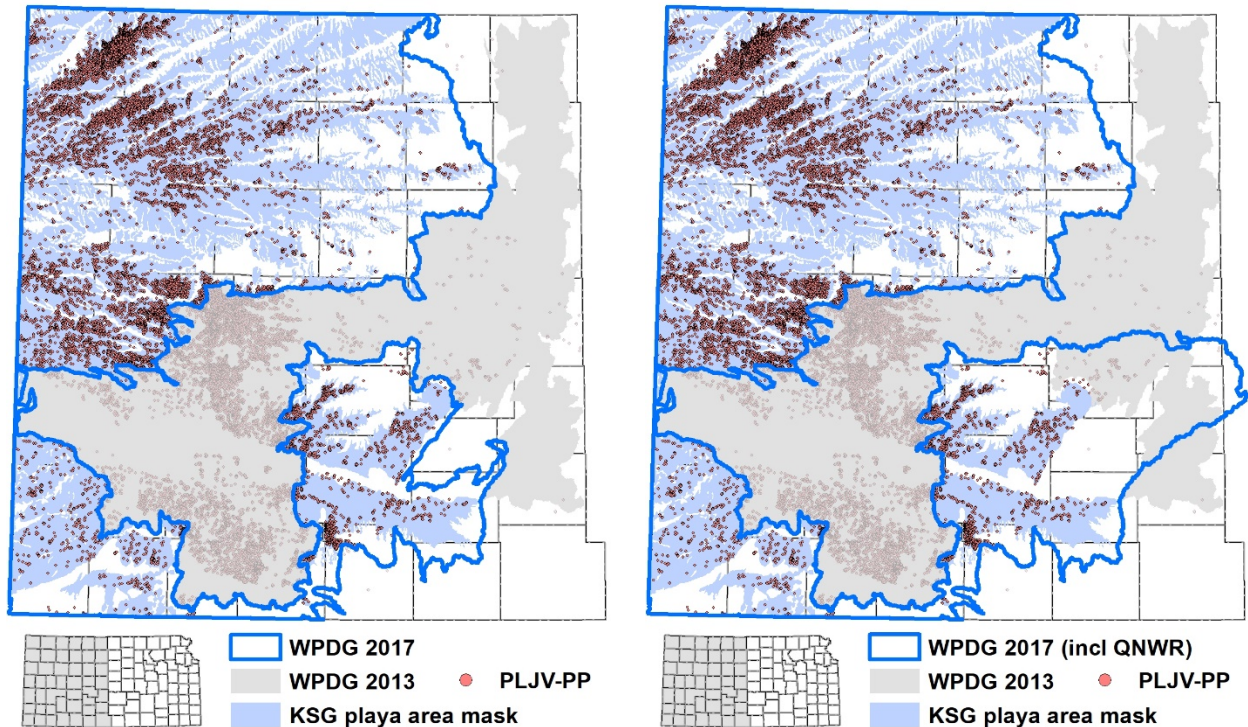 WPDG 2017
WPDG 2013 PLJV-PP
KSG playa area mask
WPDG 2017 (incl QNWR)
WPDG 2013 PLJV-PP
KSG playa area mask